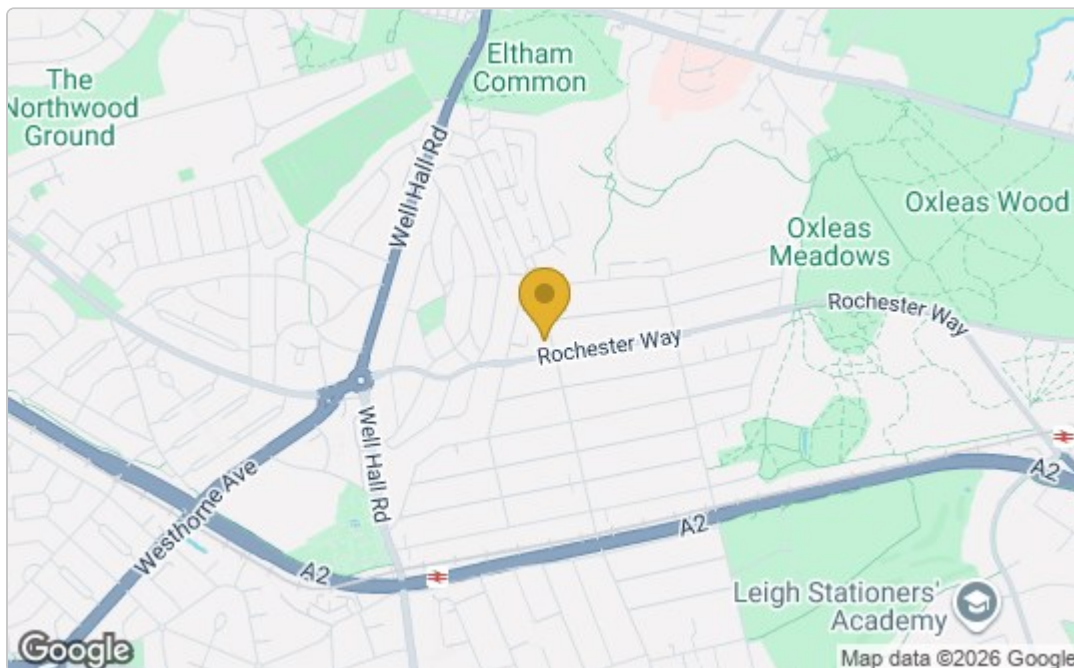 Eltham
Common
The
Northwood
Ground
Well Hall Rd
Oxleas Wood
Oxleas
Meadows
Rochester Way
Rochester Way
Well Hall Rd
Westhorne Ave
A2
A2
A2
Leigh Stationers'
Academy
Google
Map data ©2026 Google